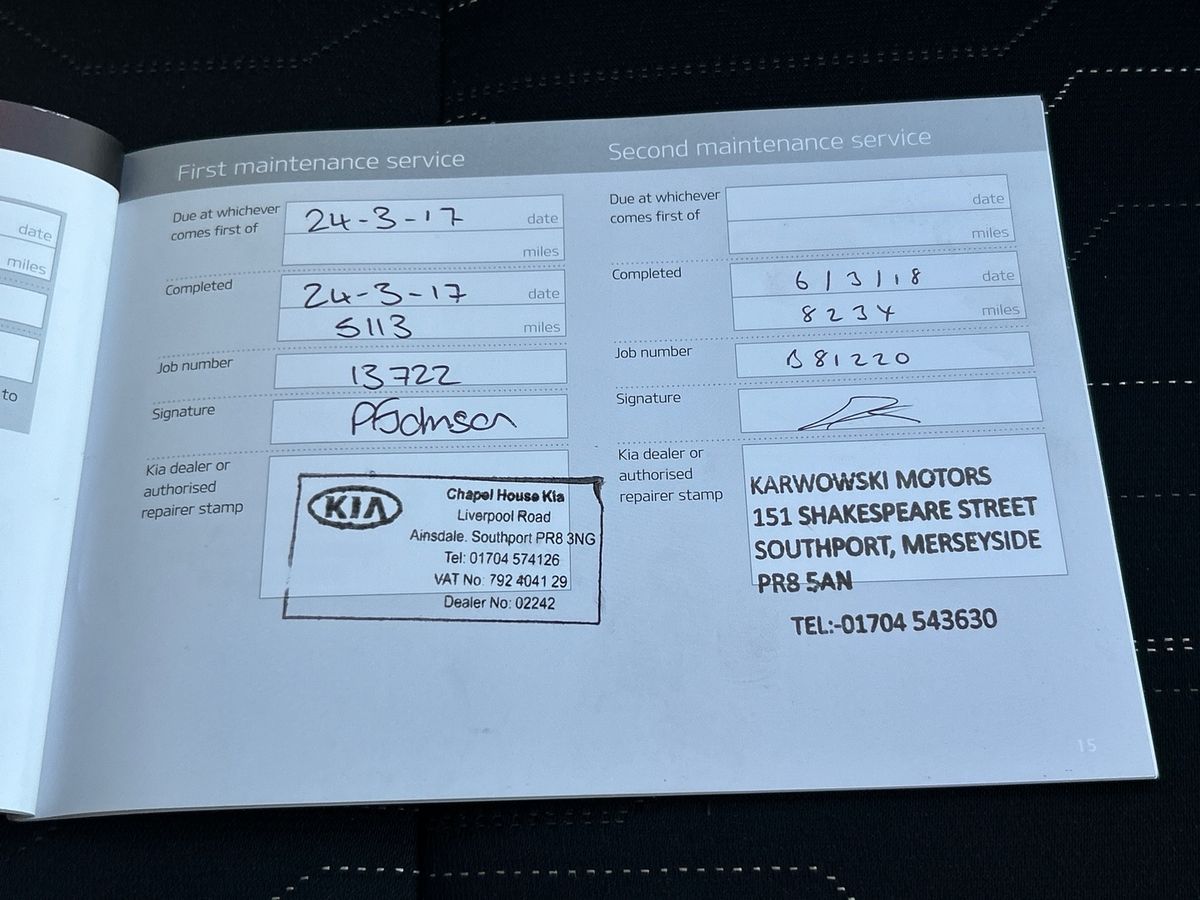 date
miles
to
First maintenance service
Due at whichever comes first of
24-3-17 date
miles
Completed
24-3-17 date
5113 miles
Job number
13722
Signature
Kia dealer or
authorised
repairer stamp
KIA
Chapel House Kia
Liverpool Road
Ainsdale. Southport PR8 3NG
Tel: 01704 574126
VAT No: 792 4041 29
Dealer No: 02242
Second maintenance service
Due at whichever
comes first of
date
miles
Completed
6/3/18 date
8234 miles
Job number
B81220
Signature
Kia dealer or
authorised
repairer stamp
KARWOWSKI MOTORS
151 SHAKESPEARE STREET
SOUTHPORT, MERSEYSIDE
PR8 5AN
TEL:-01704 543630
15